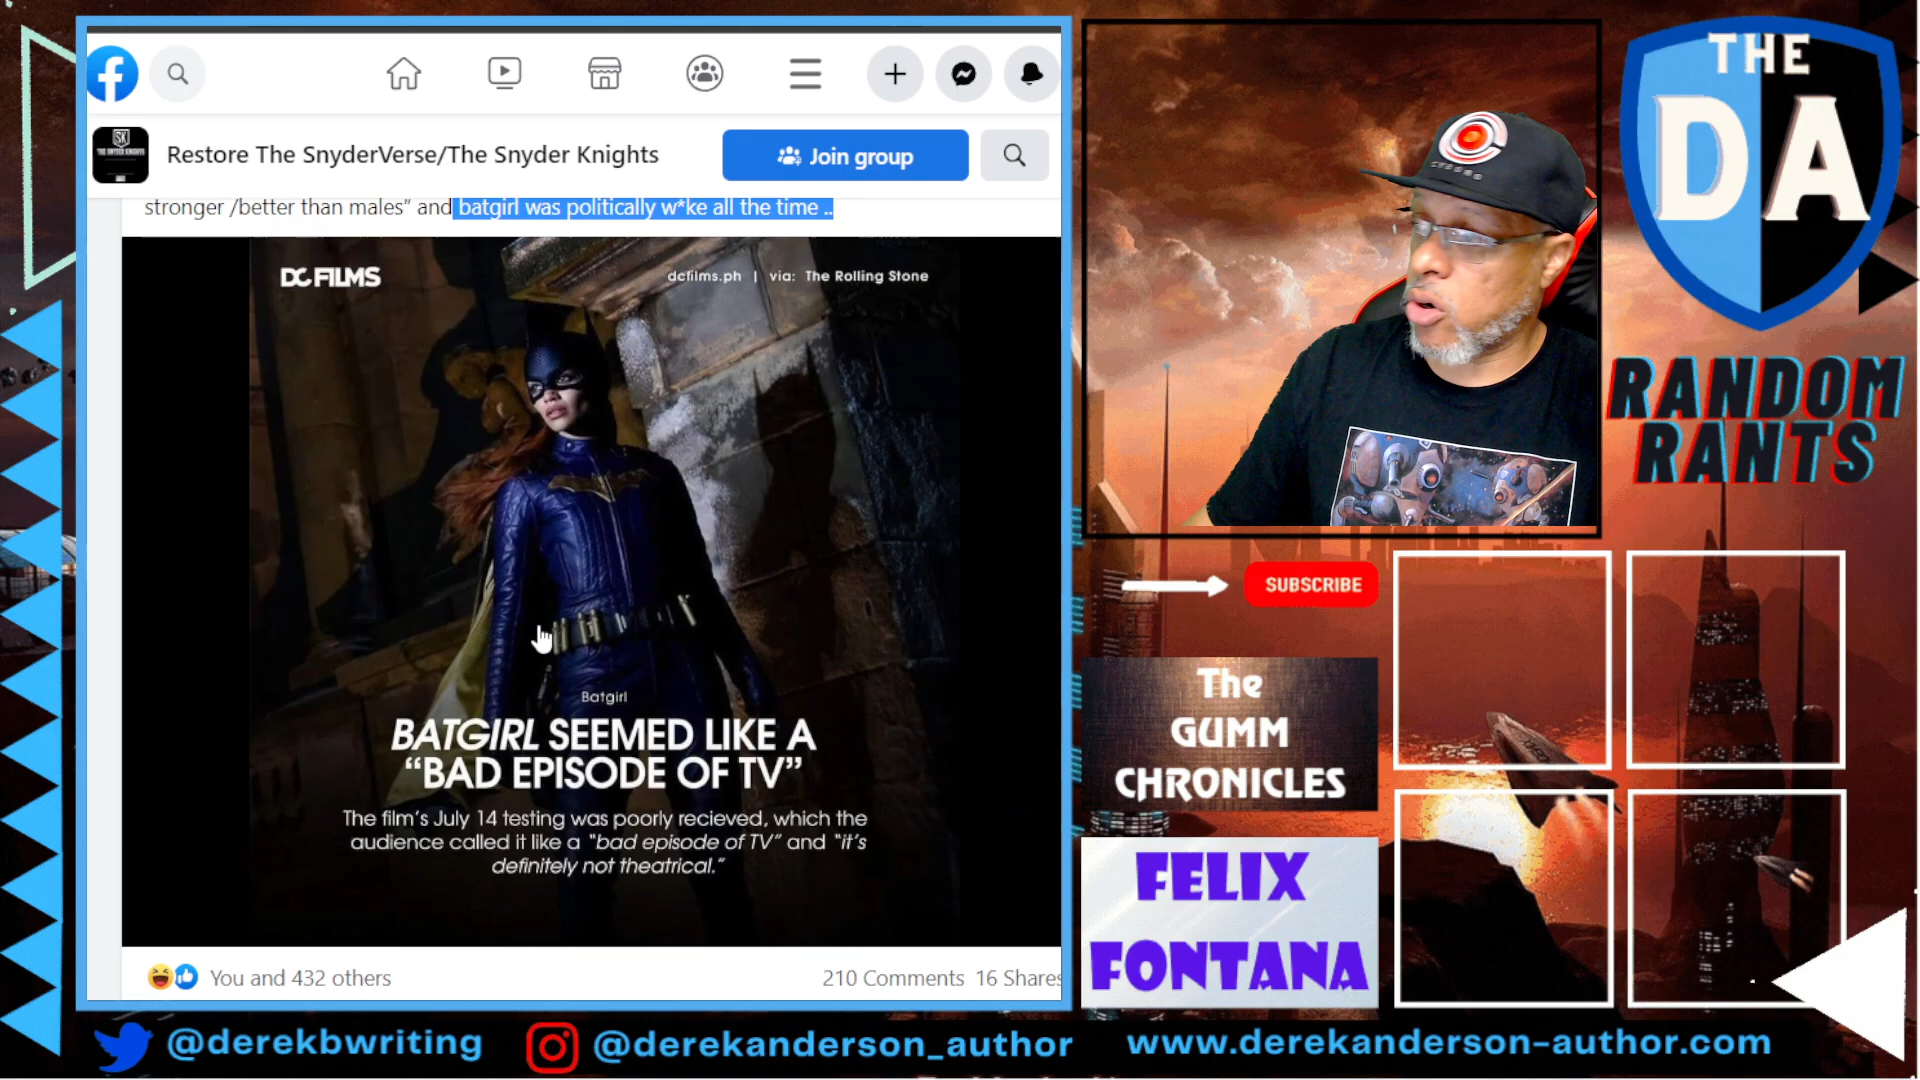 Restore The SnyderVerse/The Snyder Knights
Join group
stronger /better than males” and batgirl was politically w*ke all the time ..
DC FILMS
dcfilms.ph | via: The Rolling Stone
Batgirl
BATGIRL SEEMED LIKE A
“BAD EPISODE OF TV”
The film’s July 14 testing was poorly recieved, which the
audience called it like a “bad episode of TV” and “it’s
definitely not theatrical.”
You and 432 others
210 Comments 16 Shares
THE
DA
RANDOM
RANTS
SUBSCRIBE
The
GUMM
CHRONICLES
FELIX
FONTANA
@derekbwriting
@derekanderson_author
www.derekanderson-author.com
SK